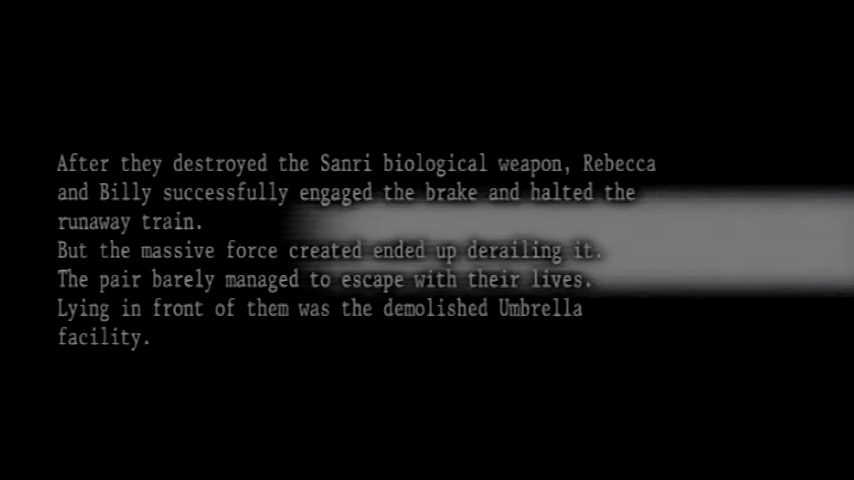 After they destroyed the Sanri biological weapon, Rebecca
and Billy successfully engaged the brake and halted the
runaway train.
But the massive force created ended up derailing it.
The pair barely managed to escape with their lives.
Lying in front of them was the demolished Umbrella
facility.